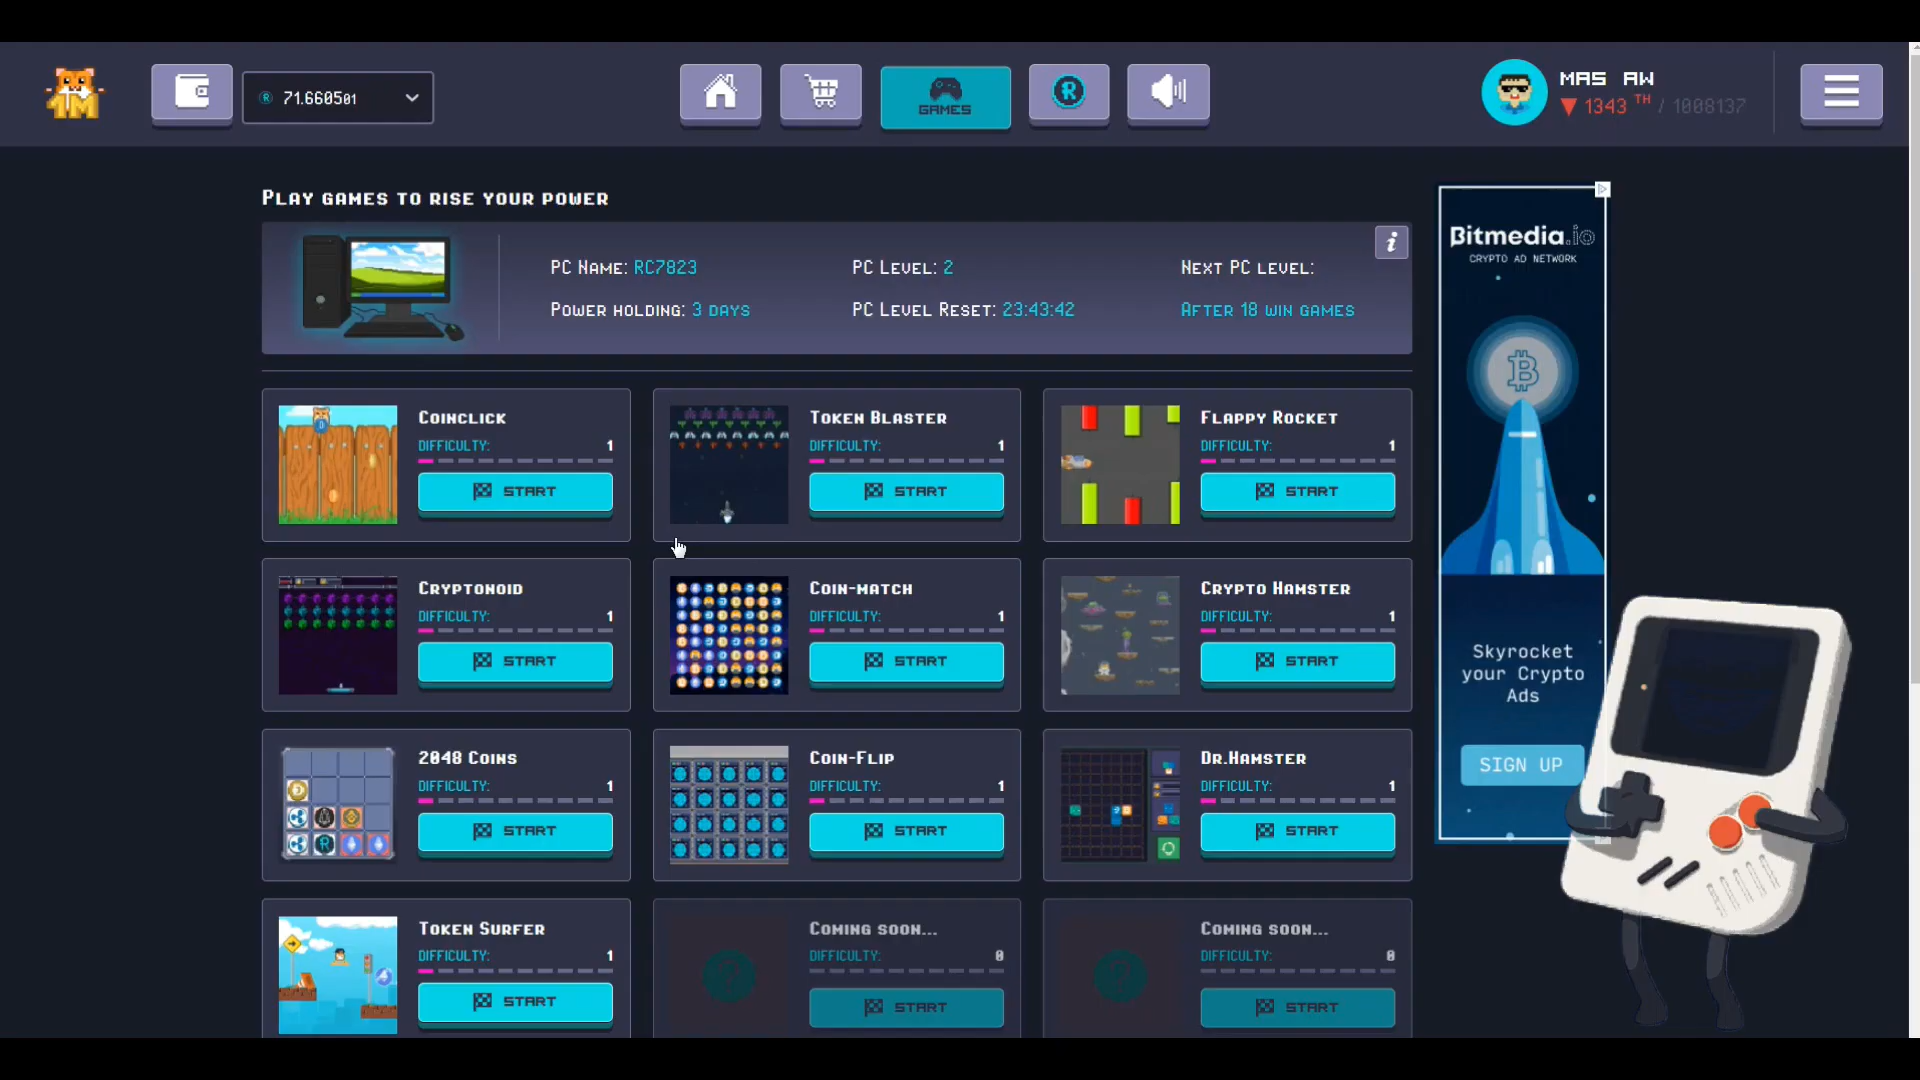 1M
R 71.660501
GAMES
R
MAS AW
▼ 1343 TH / 1008137
PLAY GAMES TO RISE YOUR POWER
i
PC NAME: RC7823
PC LEVEL: 2
NEXT PC LEVEL:
POWER HOLDING: 3 DAYS
PC LEVEL RESET: 23:43:42
AFTER 18 WIN GAMES
COINCLICK
DIFFICULTY: 1
START
TOKEN BLASTER
DIFFICULTY: 1
START
FLAPPY ROCKET
DIFFICULTY: 1
START
CRYPTONOID
DIFFICULTY: 1
START
COIN-MATCH
DIFFICULTY: 1
START
CRYPTO HAMSTER
DIFFICULTY: 1
START
2048 COINS
DIFFICULTY: 1
START
COIN-FLIP
DIFFICULTY: 1
START
DR.HAMSTER
DIFFICULTY: 1
START
TOKEN SURFER
DIFFICULTY: 1
START
COMING SOON...
DIFFICULTY: 0
START
COMING SOON...
DIFFICULTY: 0
START
Bitmedia.io
CRYPTO AD NETWORK
Skyrocket
your Crypto
Ads
SIGN UP